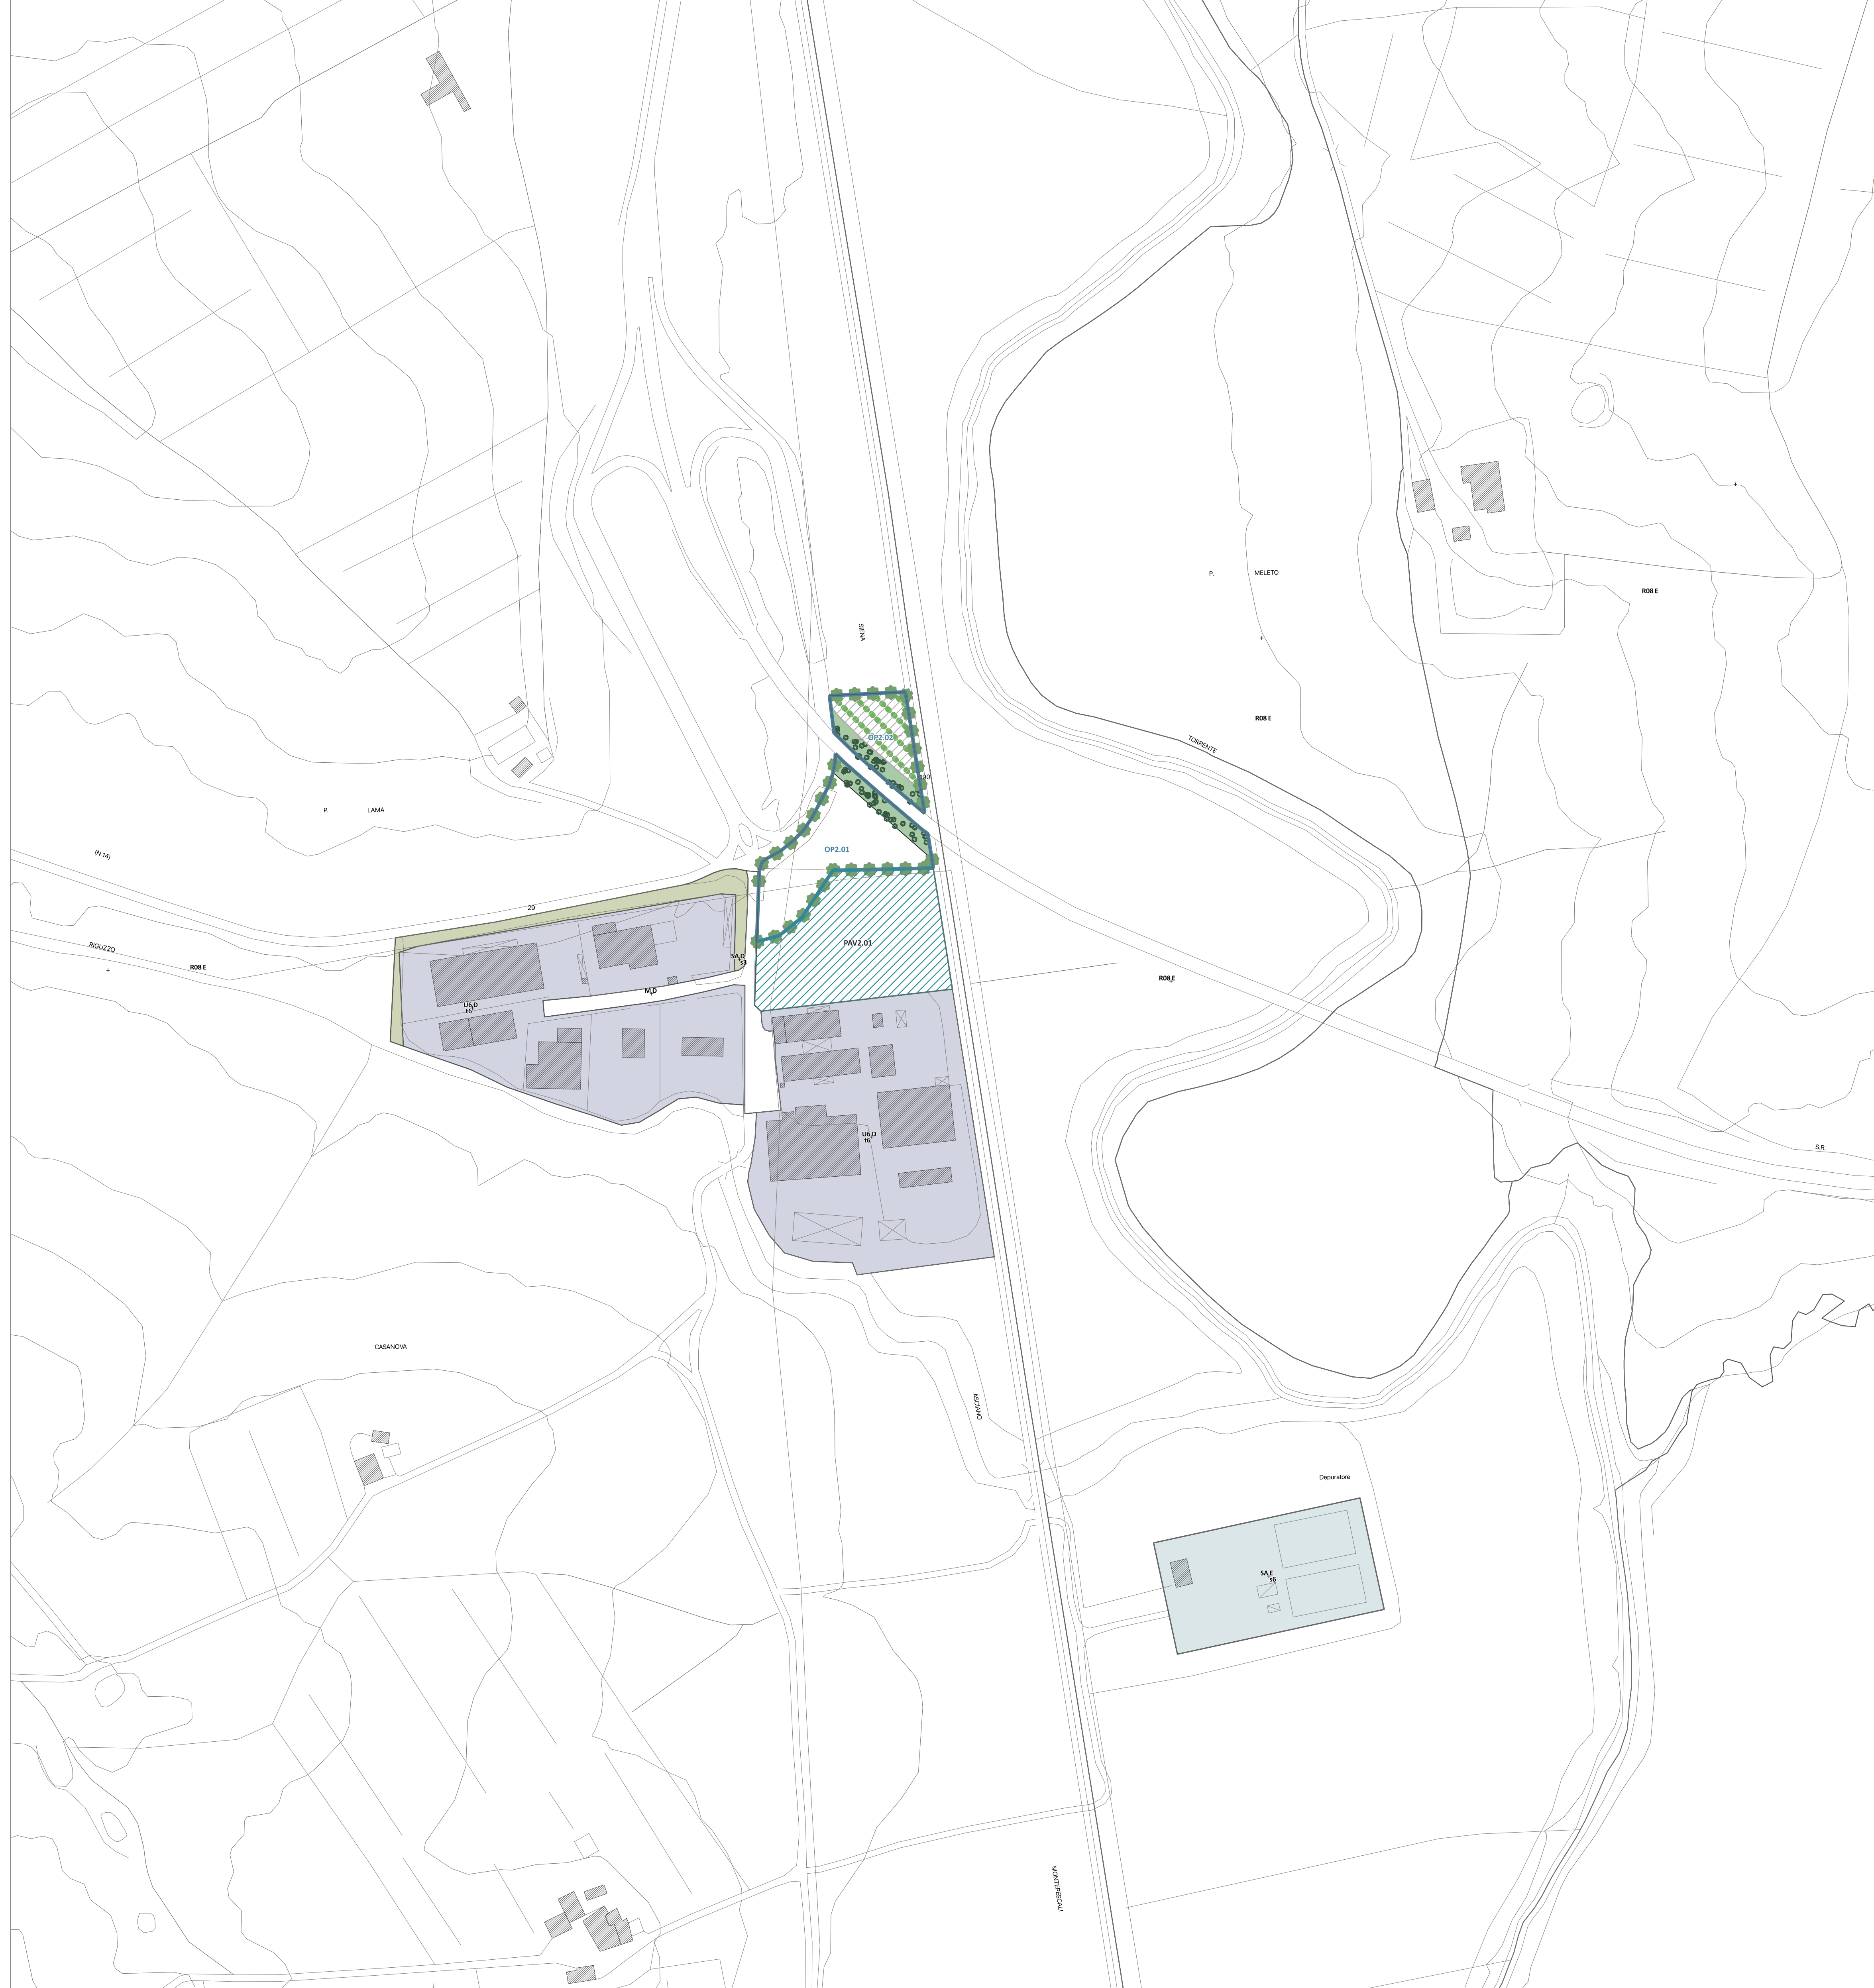 P. MELETO
R08 E
SIENA
R08 E
TORRENTE
OP2.02
P. LAMA
OP2.01
(N.14)
29
PAV2.01
RIGUZZO
SA D
s3
R08 E
R08 E
M D
U6 D
t6
U6 D
t6
S.R.
CASANOVA
ASCIANO
Depuratore
SA E
s6
MONTEPESCALI